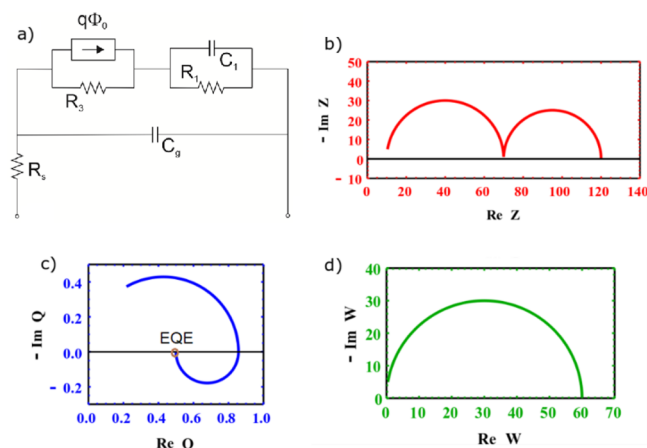 a)
qΦ₀
R₃
C₁
R₁
C_g
R_s
b)
- Im Z
50
40
30
20
10
0
- 10
0 20 40 60 80 100 120 140
Re Z
c)
- Im Q
0.4
0.2
0.0
- 0.2
EQE
0.0 0.2 0.4 0.6 0.8 1.0
Re Q
d)
- Im W
40
30
20
10
0
0 10 20 30 40 50 60 70
Re W